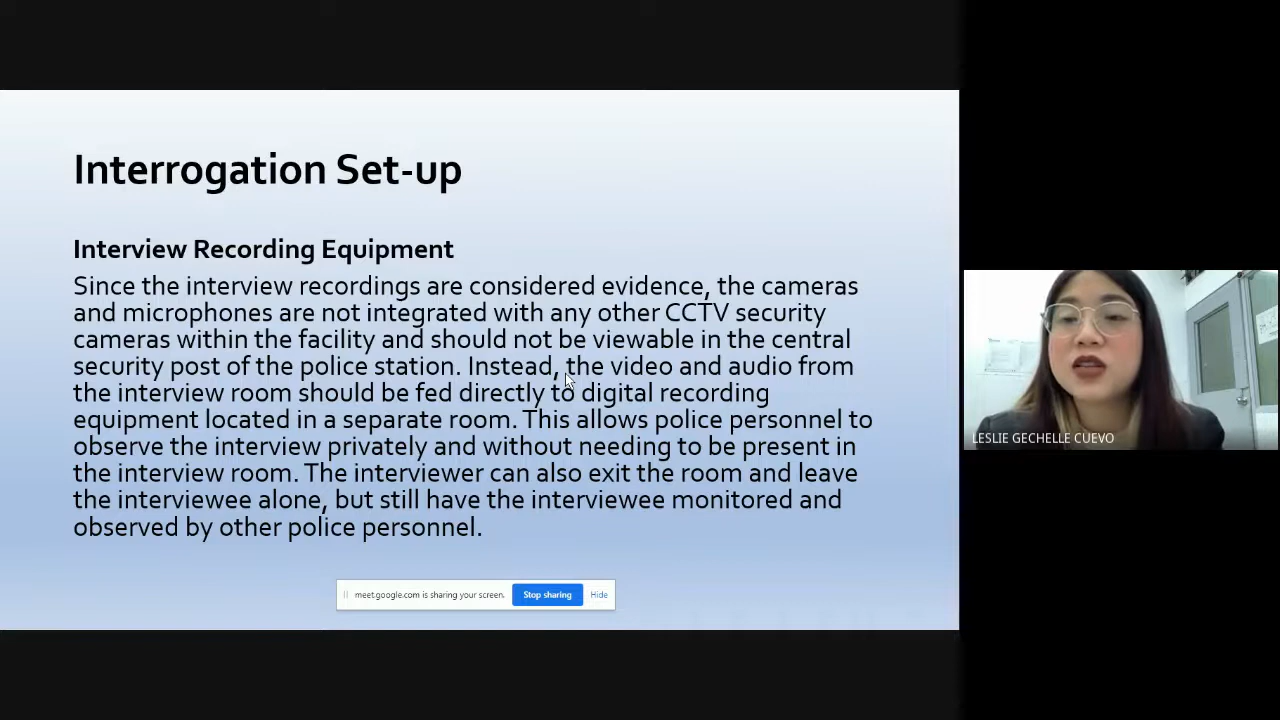 Interrogation Set-up
Interview Recording Equipment
Since the interview recordings are considered evidence, the cameras
and microphones are not integrated with any other CCTV security
cameras within the facility and should not be viewable in the central
security post of the police station. Instead, the video and audio from
the interview room should be fed directly to digital recording
equipment located in a separate room. This allows police personnel to
observe the interview privately and without needing to be present in
the interview room. The interviewer can also exit the room and leave
the interviewee alone, but still have the interviewee monitored and
observed by other police personnel.
meet.google.com is sharing your screen. Stop sharing Hide
LESLIE GECHELLE CUEVO